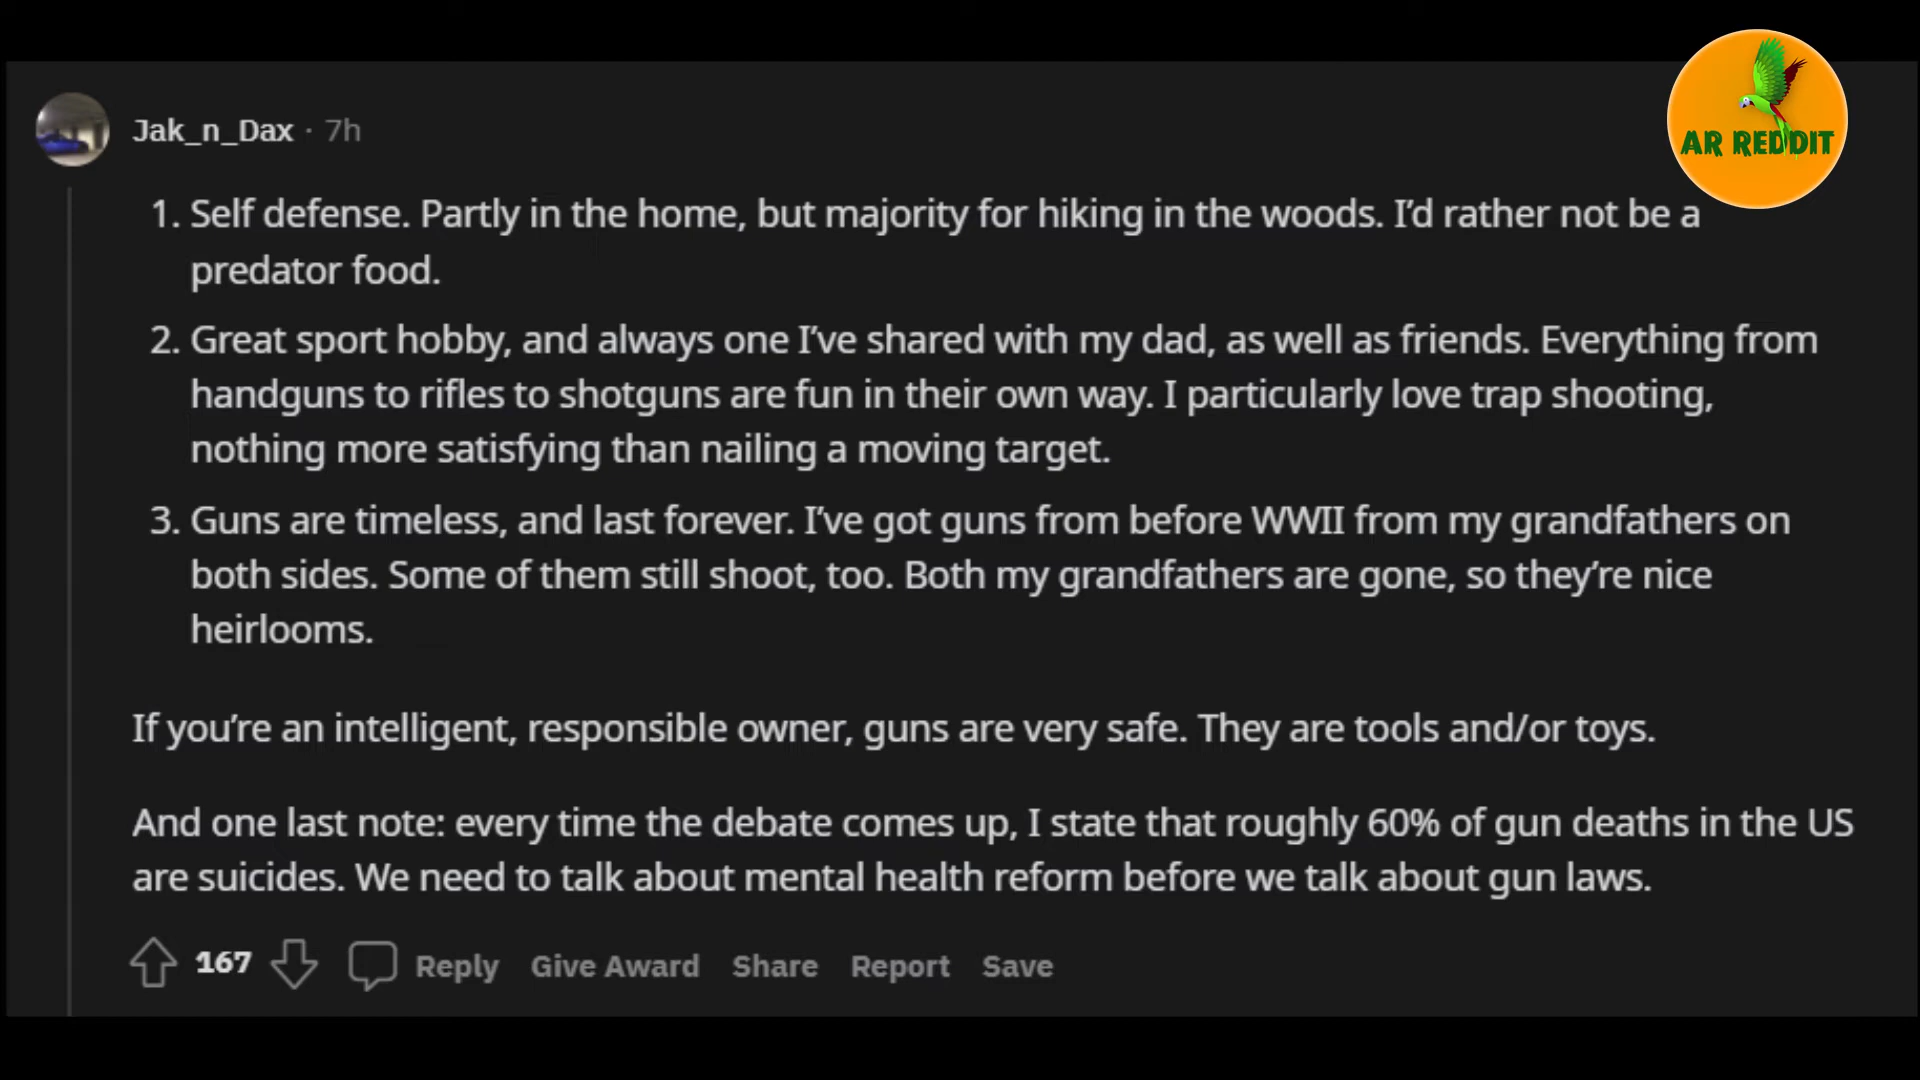 AR REDDIT
Jak_n_Dax · 7h
1. Self defense. Partly in the home, but majority for hiking in the woods. I’d rather not be a
predator food.
2. Great sport hobby, and always one I’ve shared with my dad, as well as friends. Everything from
handguns to rifles to shotguns are fun in their own way. I particularly love trap shooting,
nothing more satisfying than nailing a moving target.
3. Guns are timeless, and last forever. I’ve got guns from before WWII from my grandfathers on
both sides. Some of them still shoot, too. Both my grandfathers are gone, so they’re nice
heirlooms.
If you’re an intelligent, responsible owner, guns are very safe. They are tools and/or toys.
And one last note: every time the debate comes up, I state that roughly 60% of gun deaths in the US
are suicides. We need to talk about mental health reform before we talk about gun laws.
167 Reply Give Award Share Report Save